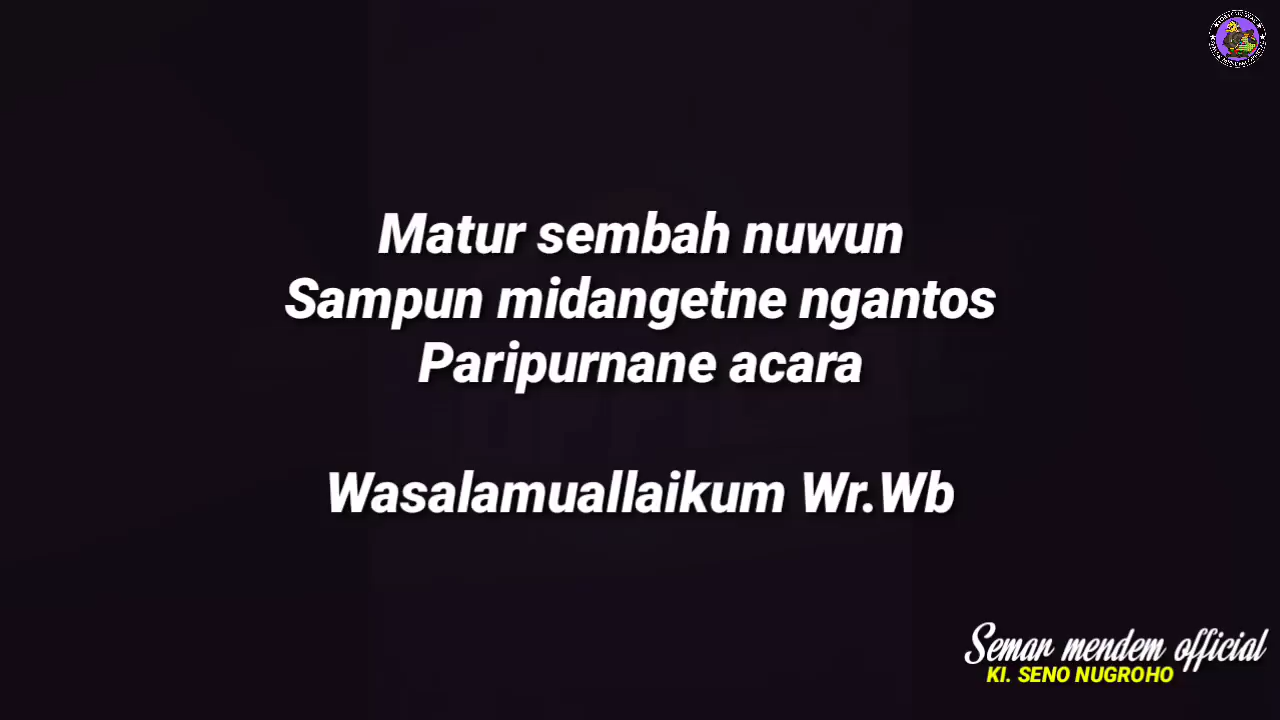 Matur sembah nuwun
Sampun midangetne ngantos
Paripurnane acara
Wasalamuallaikum Wr.Wb
Semar mendem official
KI. SENO NUGROHO